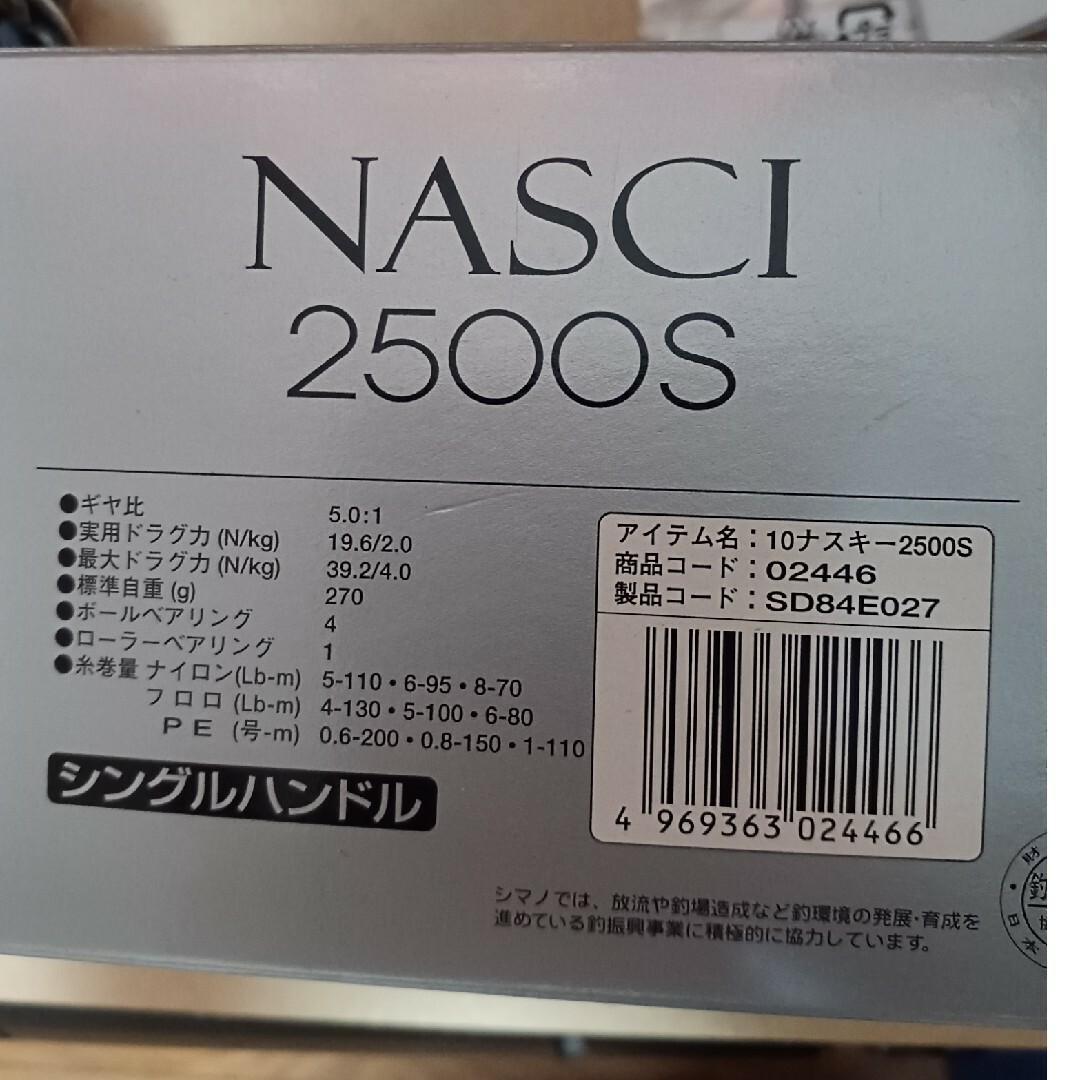 NASCI
2500S
●ギヤ比 5.0:1
●実用ドラグ力(N/kg) 19.6/2.0
●最大ドラグ力(N/kg) 39.2/4.0
●標準自重(g) 270
●ボールベアリング 4
●ローラーベアリング 1
●糸巻量 ナイロン(Lb-m) 5-110・6-95・8-70
フロロ(Lb-m) 4-130・5-100・6-80
PE (号-m) 0.6-200・0.8-150・1-110
シングルハンドル
アイテム名：10ナスキー2500S
商品コード：02446
製品コード：SD84E027
4 969363 024466
シマノでは、放流や釣場造成など釣環境の発展・育成を
進めている釣振興事業に積極的に協力しています。
財
釣
日本